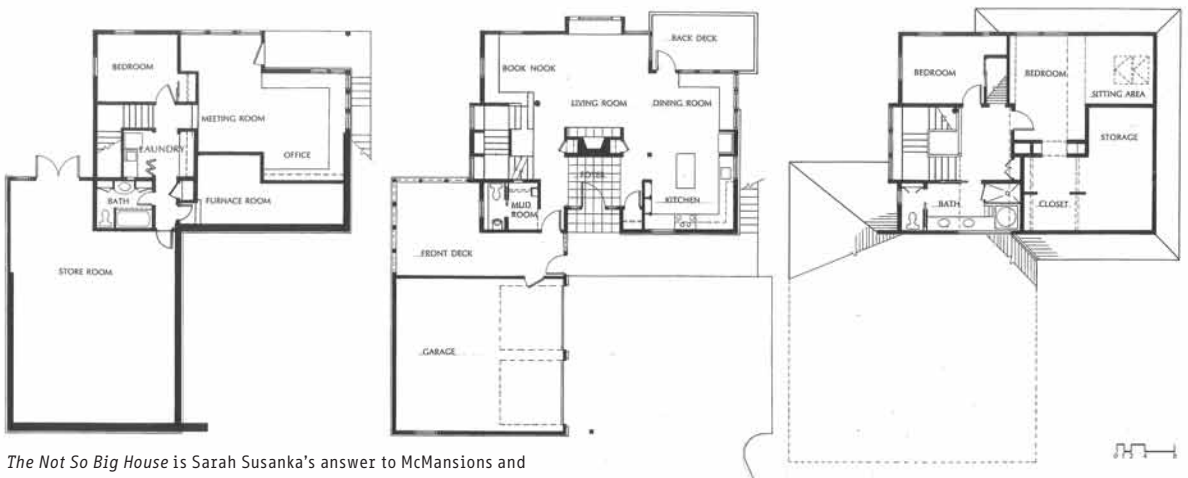 BEDROOM
MEETING ROOM
LAUNDRY
OFFICE
BATH
FURNACE ROOM
STORE ROOM
BACK DECK
BOOK NOOK
LIVING ROOM
DINING ROOM
FOYER
MUD
ROOM
KITCHEN
FRONT DECK
GARAGE
BEDROOM
BEDROOM
SITTING AREA
STORAGE
BATH
CLOSET
The Not So Big House is Sarah Susanka's answer to McMansions and